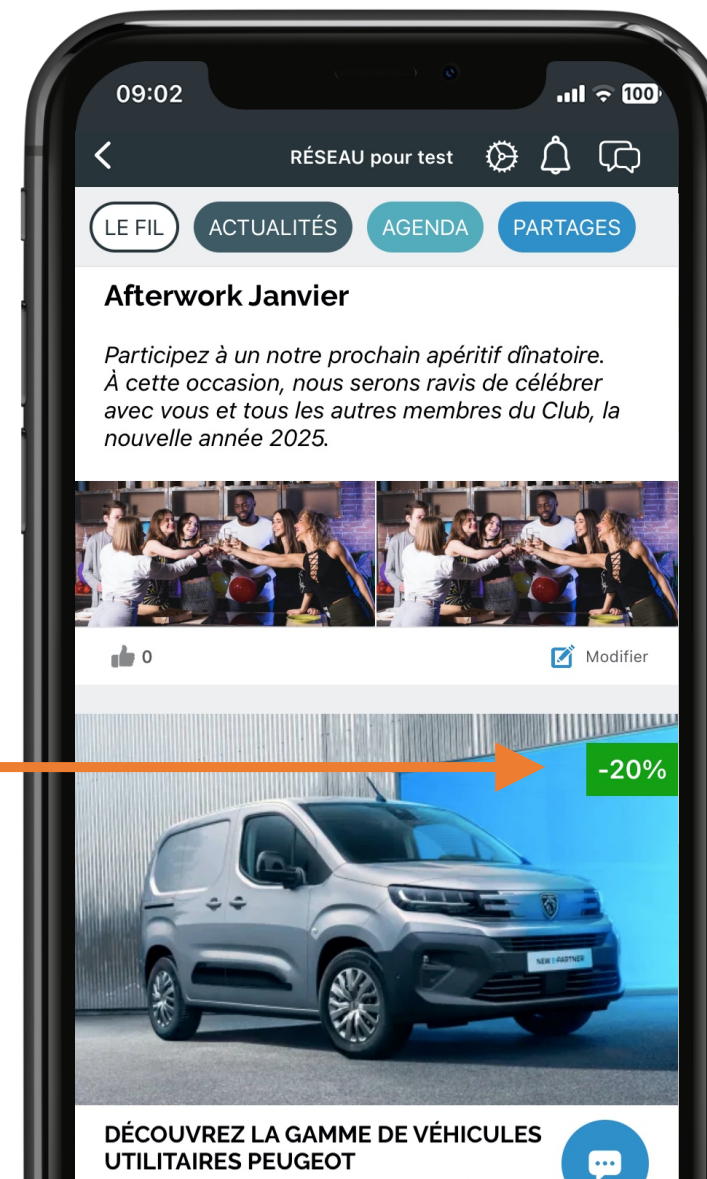 09:02
100
RÉSEAU pour test
LE FIL
ACTUALITÉS
AGENDA
PARTAGES
Afterwork Janvier
Participez à un notre prochain apéritif dînatoire.
À cette occasion, nous serons ravis de célébrer
avec vous et tous les autres membres du Club, la
nouvelle année 2025.
0
Modifier
-20%
NEW E-PARTNER
DÉCOUVREZ LA GAMME DE VÉHICULES
UTILITAIRES PEUGEOT